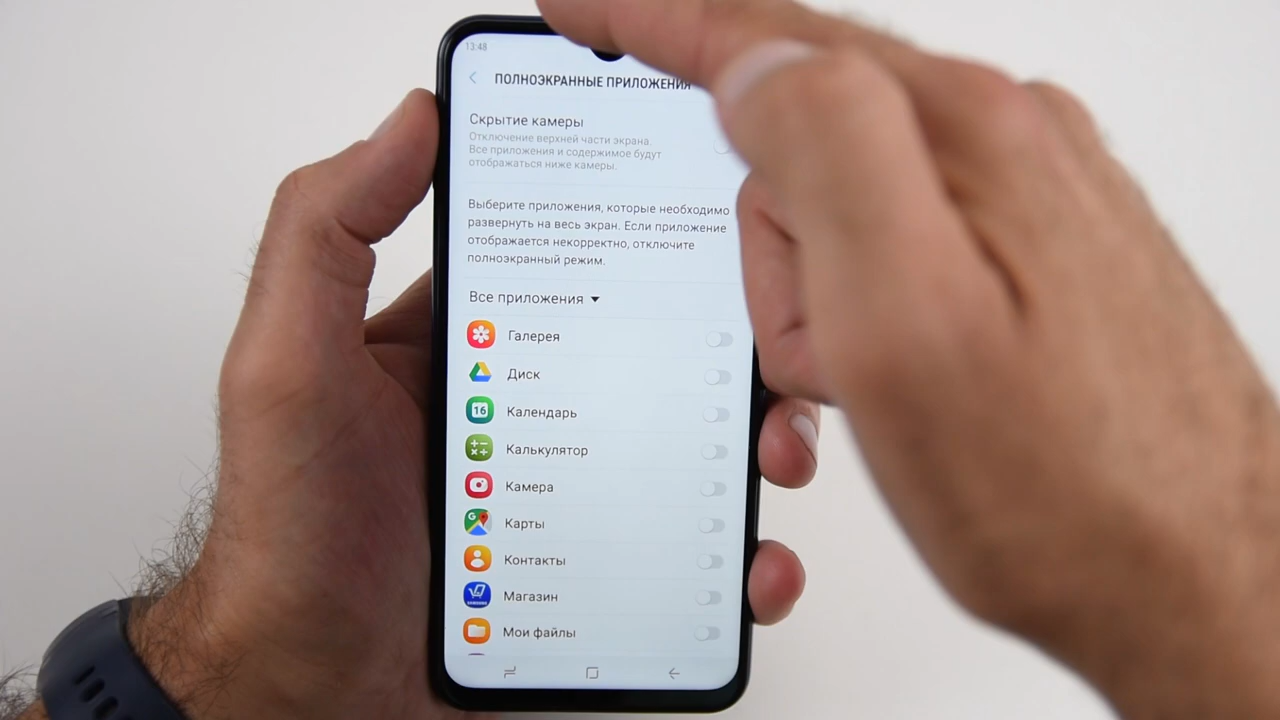 13:48
ПОЛНОЭКРАННЫЕ ПРИЛОЖЕНИЯ
Скрытие камеры
Отключение верхней части экрана.
Все приложения и содержимое будут
отображаться ниже камеры.
Выберите приложения, которые необходимо
развернуть на весь экран. Если приложение
отображается некорректно, отключите
полноэкранный режим.
Все приложения
Галерея
Диск
16
Календарь
Калькулятор
Камера
Карты
Контакты
SAMSUNG
Магазин
Мои файлы